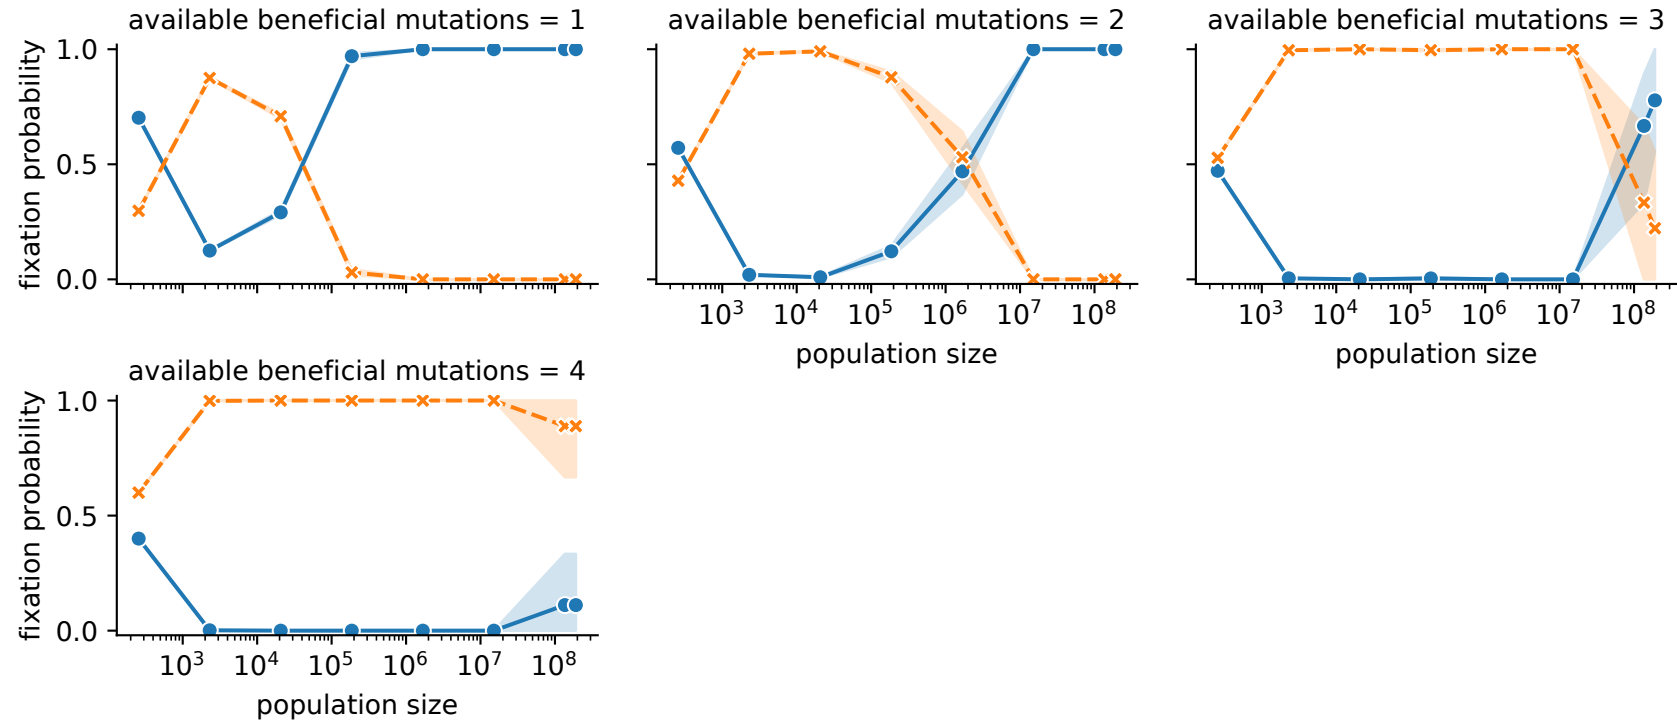 available beneficial mutations = 1
available beneficial mutations = 2
available beneficial mutations = 3
fixation probability
1.0
0.5
0.0
10³ 10⁴ 10⁵ 10⁶ 10⁷ 10⁸
population size
10³ 10⁴ 10⁵ 10⁶ 10⁷ 10⁸
population size
available beneficial mutations = 4
fixation probability
1.0
0.5
0.0
10³ 10⁴ 10⁵ 10⁶ 10⁷ 10⁸
population size